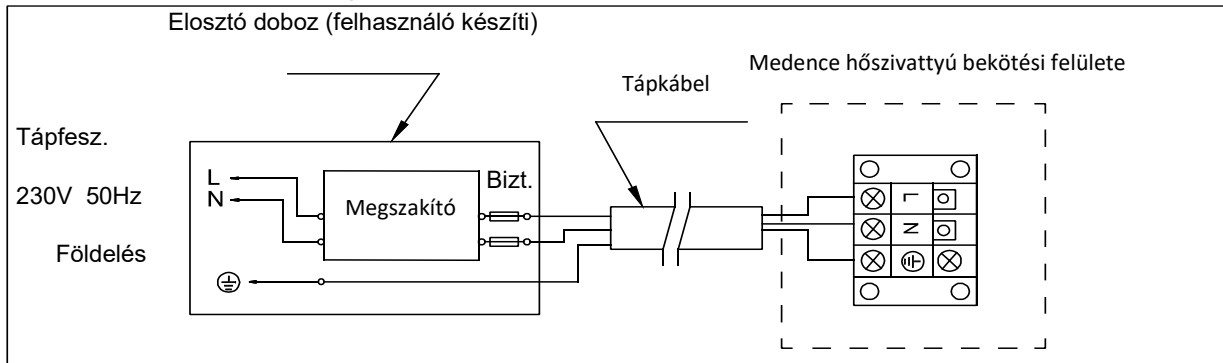 Elosztó doboz (felhasználó készíti)
Medence hőszivattyú bekötési felülete
Tápkábel
Tápfesz.
230V 50Hz
Földelés
L
N
Megszakító
Bizt.
L
N